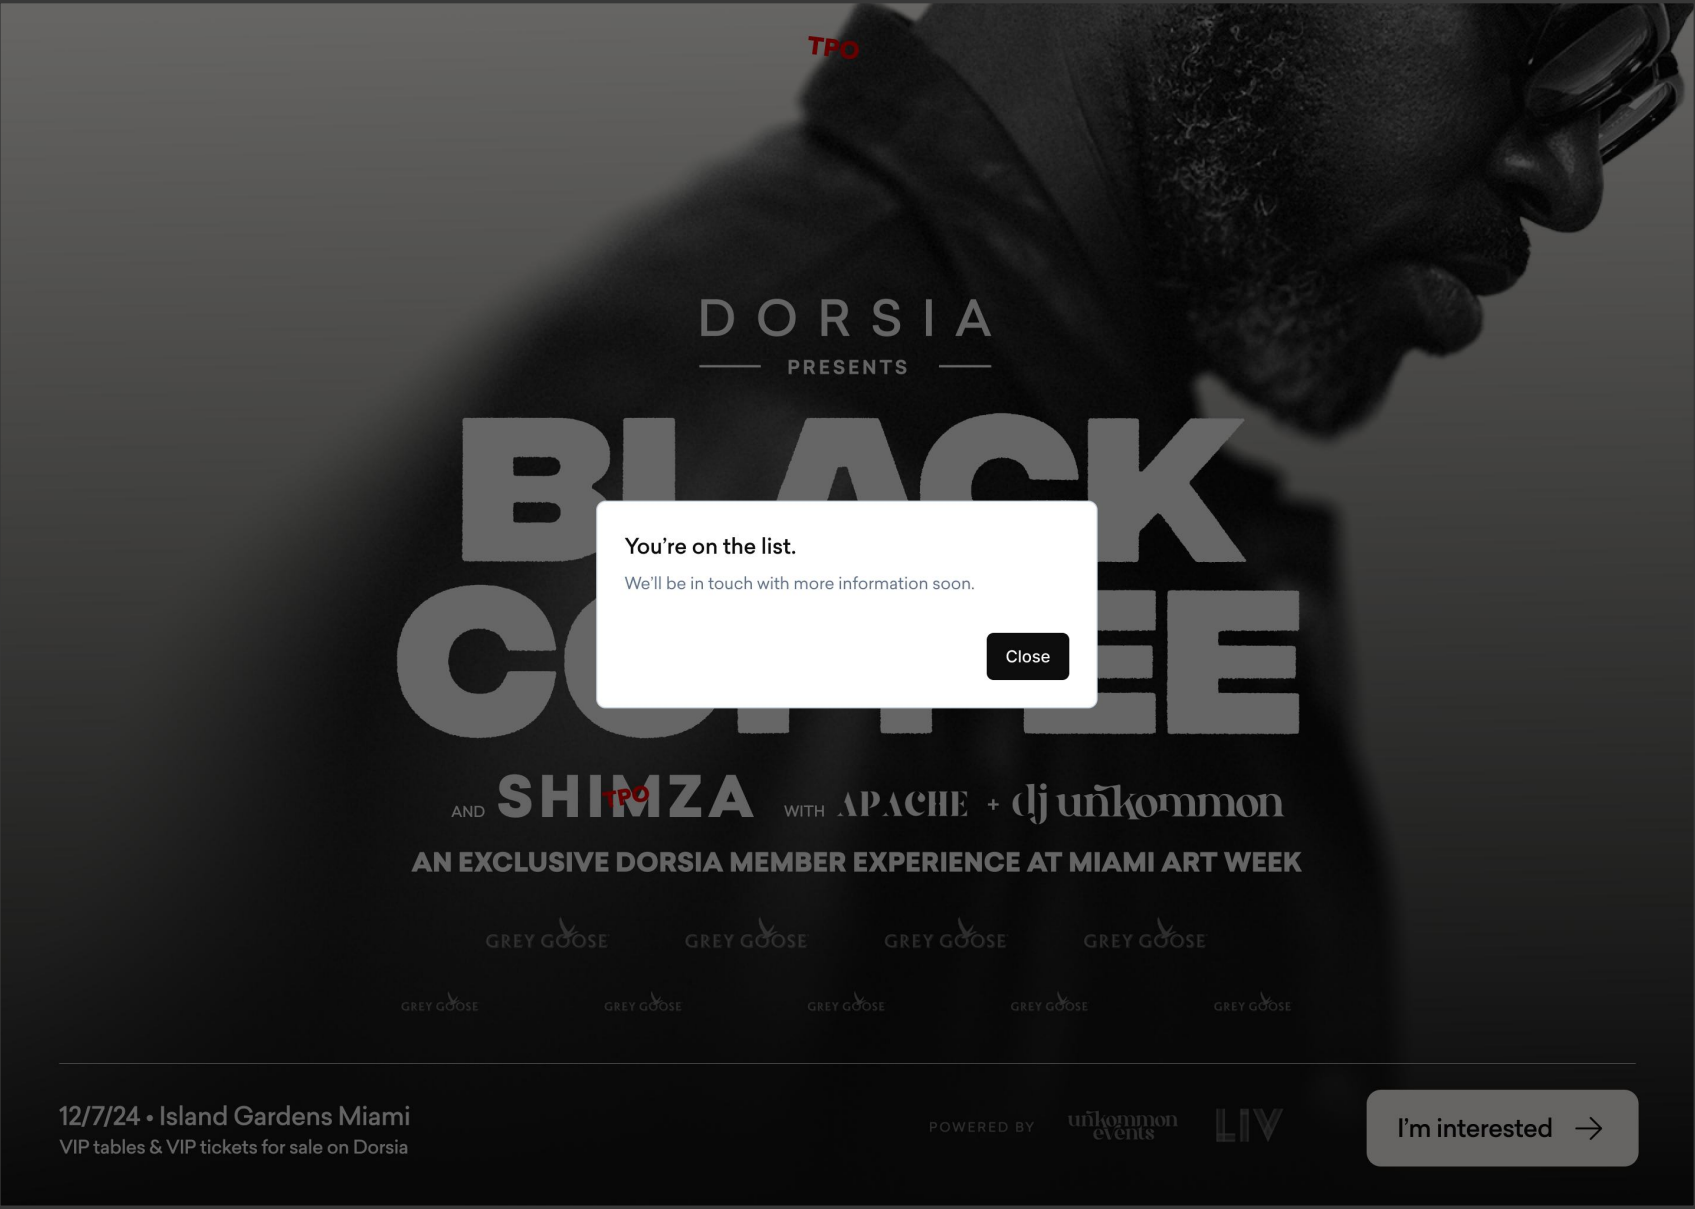 TPO
DORSIA
PRESENTS
BLACK
COFFEE
AND SHIMZA WITH APACHE + dj unkommon
TPO
AN EXCLUSIVE DORSIA MEMBER EXPERIENCE AT MIAMI ART WEEK
GREY GOOSE GREY GOOSE GREY GOOSE GREY GOOSE
GREY GOOSE GREY GOOSE GREY GOOSE GREY GOOSE GREY GOOSE
You’re on the list.
We’ll be in touch with more information soon.
Close
12/7/24 • Island Gardens Miami
VIP tables & VIP tickets for sale on Dorsia
POWERED BY unkommon events LIV
I’m interested →